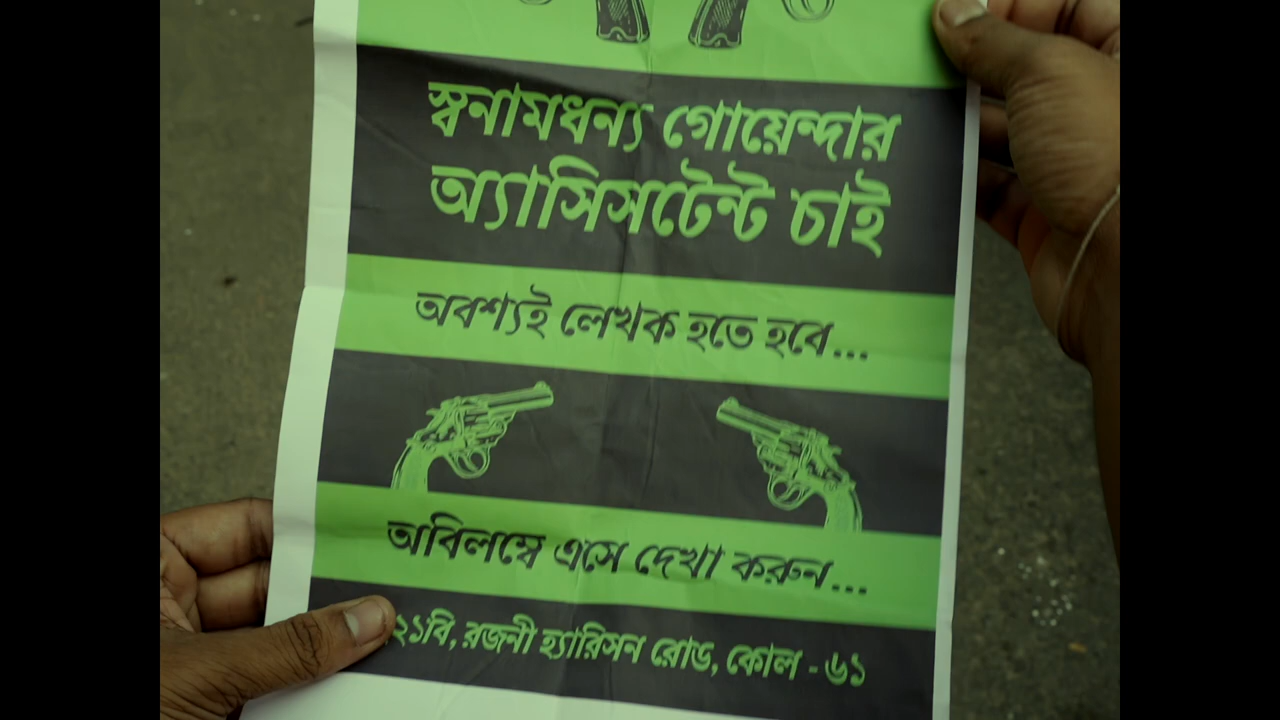 স্বনামধন্য গোয়েন্দার
অ্যাসিসটেন্ট চাই
অবশ্যই লেখক হতে হবে...
অবিলম্বে এসে দেখা করুন...
২১বি, রজনী হ্যারিসন রোড, কোল - ৬১